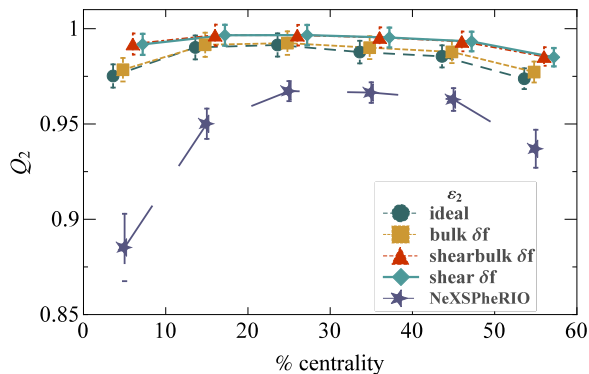 1
0.95
0.9
0.85
Q₂
0 10 20 30 40 50 60
% centrality
ε₂
ideal
bulk δf
shearbulk δf
shear δf
NeXSPheRIO